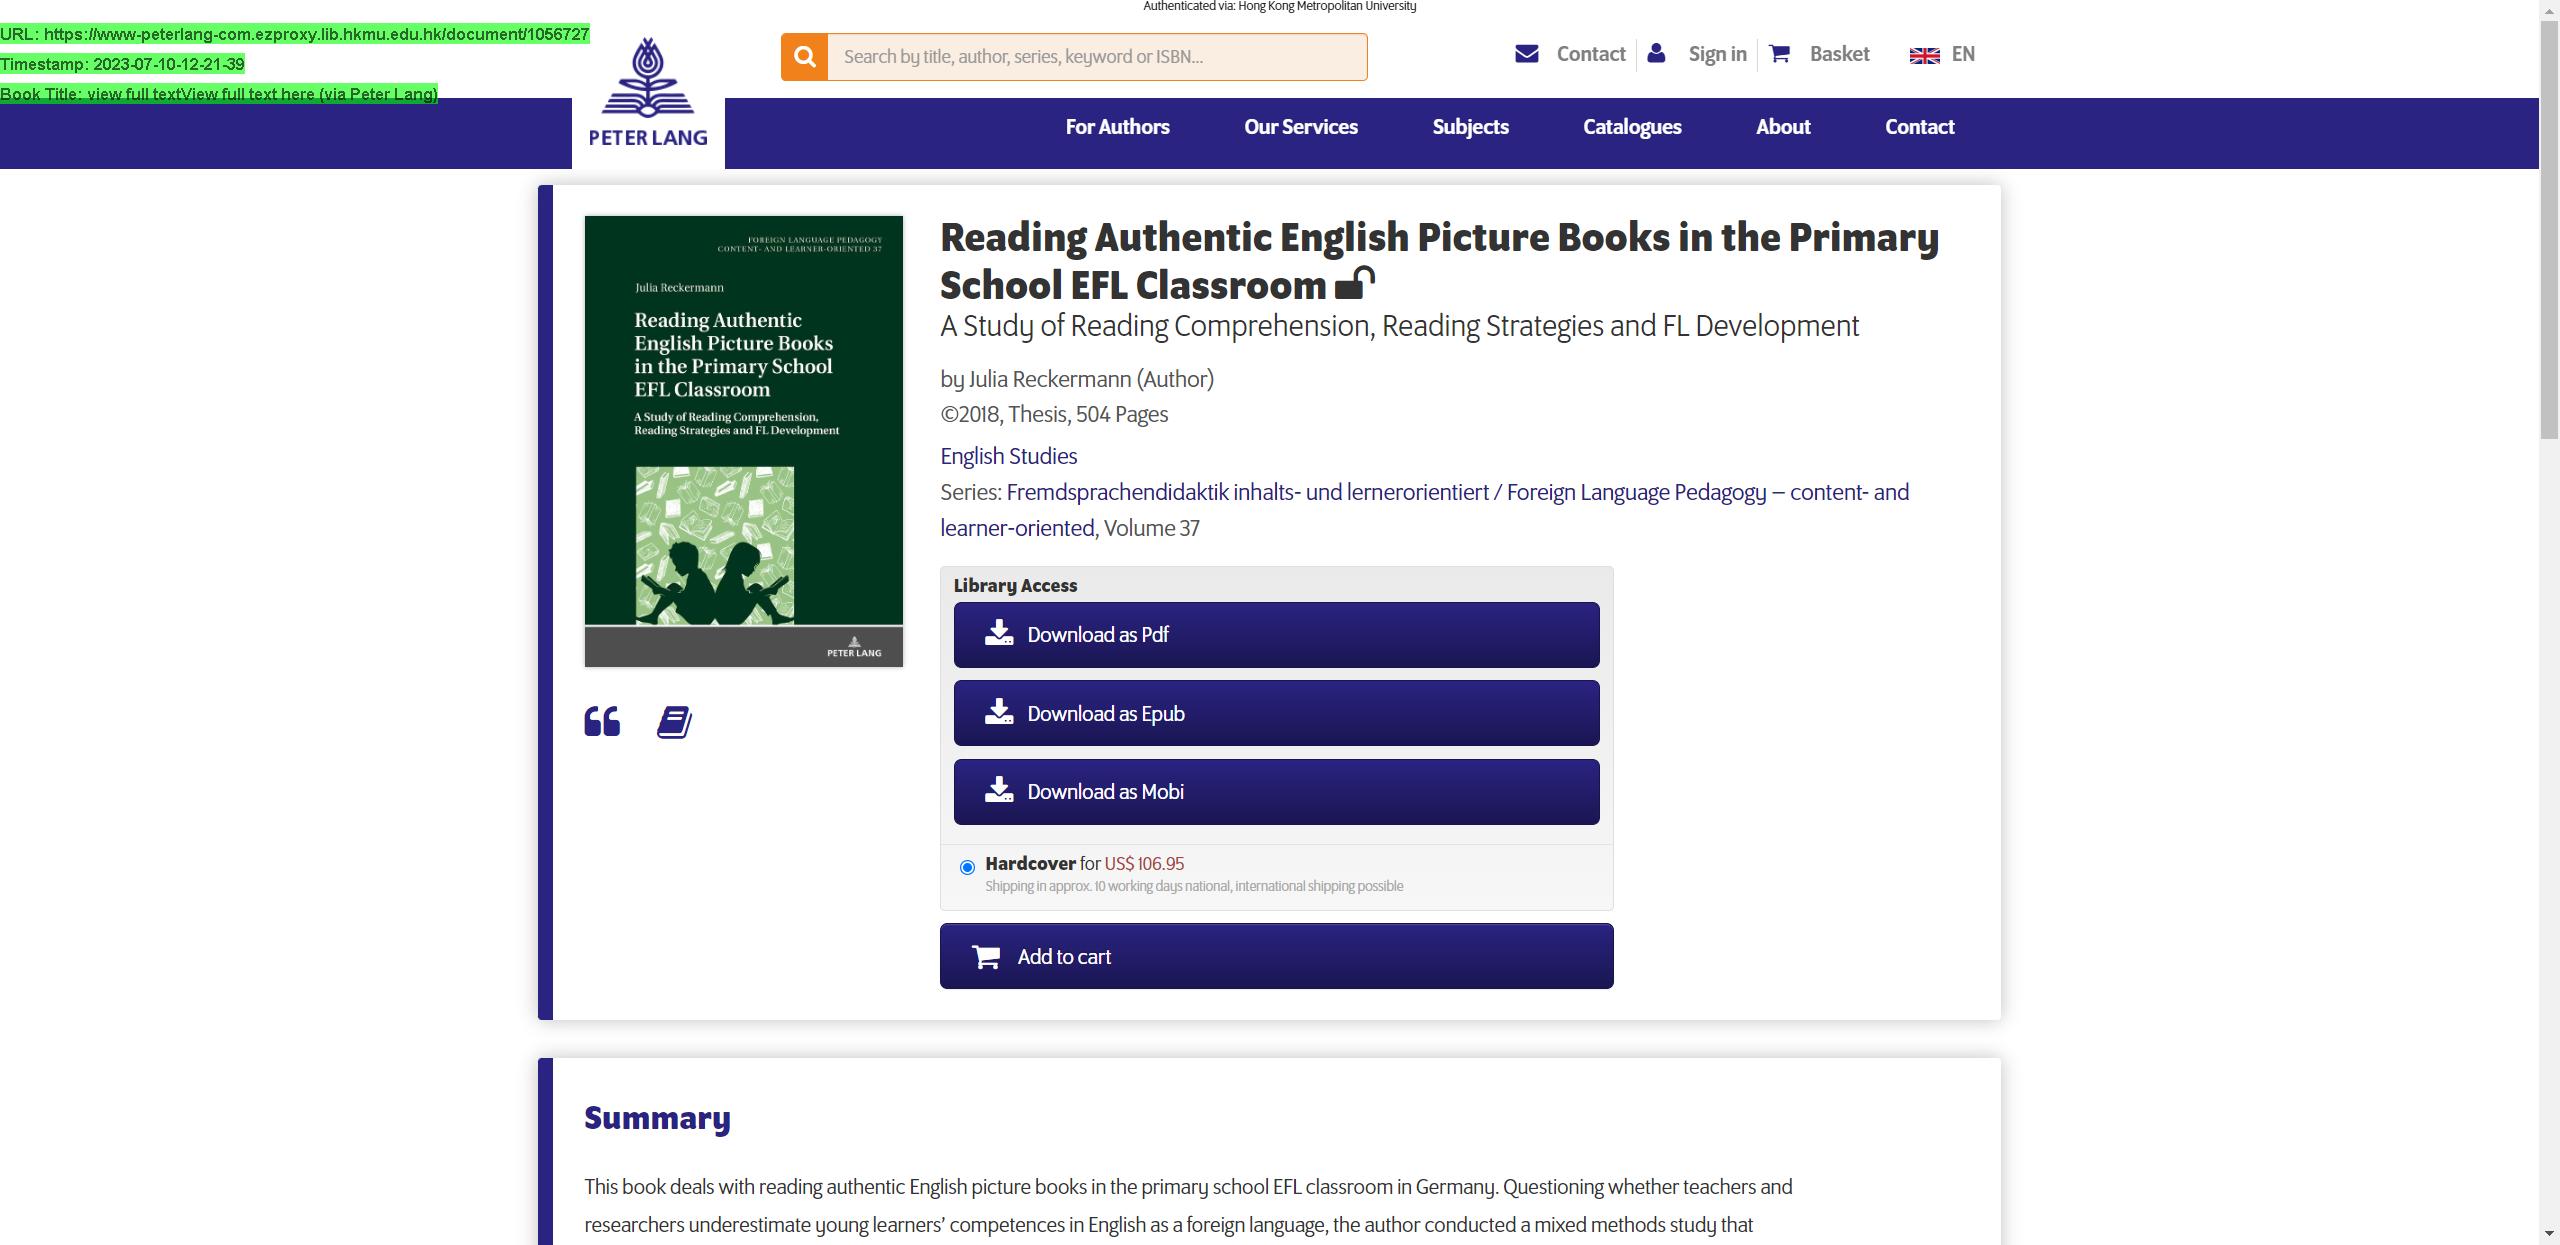 Authenticated via: Hong Kong Metropolitan University
URL: https://www-peterlang-com.ezproxy.lib.hkmu.edu.hk/document/1056727
Timestamp: 2023-07-10-12-21-39
Book Title: view full textView full text here (via Peter Lang)
PETER LANG
Search by title, author, series, keyword or ISBN...
Contact
Sign in
Basket
EN
For Authors
Our Services
Subjects
Catalogues
About
Contact
FOREIGN LANGUAGE PEDAGOGY
CONTENT- AND LEARNER-ORIENTED 37
Julia Reckermann
Reading Authentic
English Picture Books
in the Primary School
EFL Classroom
A Study of Reading Comprehension,
Reading Strategies and FL Development
PETER LANG
Reading Authentic English Picture Books in the Primary
School EFL Classroom
A Study of Reading Comprehension, Reading Strategies and FL Development
by Julia Reckermann (Author)
©2018, Thesis, 504 Pages
English Studies
Series: Fremdsprachendidaktik inhalts- und lernerorientiert / Foreign Language Pedagogy – content- and
learner-oriented, Volume 37
Library Access
Download as Pdf
Download as Epub
Download as Mobi
Hardcover for US$ 106.95
Shipping in approx. 10 working days national, international shipping possible
Add to cart
Summary
This book deals with reading authentic English picture books in the primary school EFL classroom in Germany. Questioning whether teachers and
researchers underestimate young learners’ competences in English as a foreign language, the author conducted a mixed methods study that